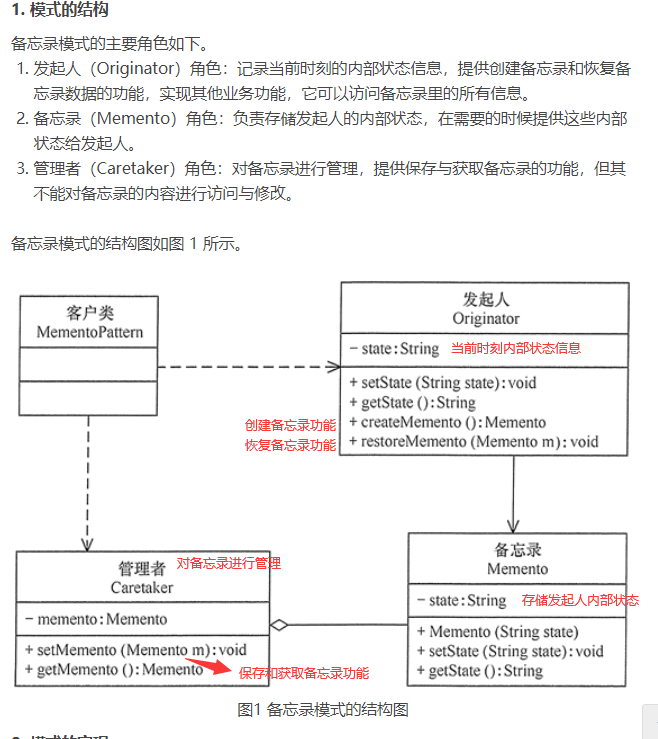 1. 模式的结构
备忘录模式的主要角色如下。
1. 发起人（Originator）角色：记录当前时刻的内部状态信息，提供创建备忘录和恢复备
忘录数据的功能，实现其他业务功能，它可以访问备忘录里的所有信息。
2. 备忘录（Memento）角色：负责存储发起人的内部状态，在需要的时候提供这些内部
状态给发起人。
3. 管理者（Caretaker）角色：对备忘录进行管理，提供保存与获取备忘录的功能，但其
不能对备忘录的内容进行访问与修改。
备忘录模式的结构图如图 1 所示。
客户类
MementoPattern
发起人
Originator
- state:String 当前时刻内部状态信息
+ setState (String state):void
+ getState ():String
创建备忘录功能 + createMemento ():Memento
恢复备忘录功能 + restoreMemento (Memento m):void
管理者 对备忘录进行管理
Caretaker
- memento:Memento
+ setMemento (Memento m):void
+ getMemento ():Memento 保存和获取备忘录功能
备忘录
Memento
- state:String 存储发起人内部状态
+ Memento (String state)
+ setState (String state):void
+ getState ():String
图1 备忘录模式的结构图